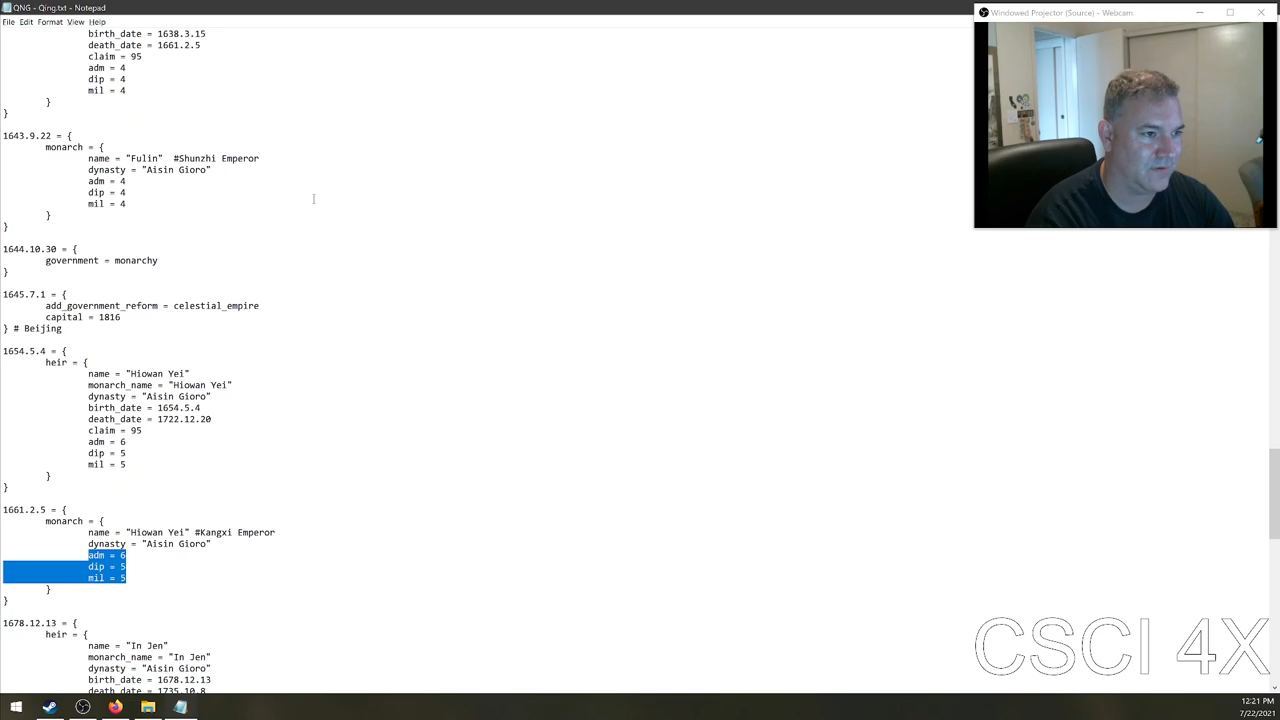 QNG - Qing.txt - Notepad
File Edit Format View Help
birth_date = 1638.3.15
death_date = 1661.2.5
claim = 95
adm = 4
dip = 4
mil = 4
}
}
1643.9.22 = {
monarch = {
name = "Fulin" #Shunzhi Emperor
dynasty = "Aisin Gioro"
adm = 4
dip = 4
mil = 4
}
}
1644.10.30 = {
government = monarchy
}
1645.7.1 = {
add_government_reform = celestial_empire
capital = 1816
} # Beijing
1654.5.4 = {
heir = {
name = "Hiowan Yei"
monarch_name = "Hiowan Yei"
dynasty = "Aisin Gioro"
birth_date = 1654.5.4
death_date = 1722.12.20
claim = 95
adm = 6
dip = 5
mil = 5
}
}
1661.2.5 = {
monarch = {
name = "Hiowan Yei" #Kangxi Emperor
dynasty = "Aisin Gioro"
adm = 6
dip = 5
mil = 5
}
}
1678.12.13 = {
heir = {
name = "In Jen"
monarch_name = "In Jen"
dynasty = "Aisin Gioro"
birth_date = 1678.12.13
death_date = 1735.10.8
Windowed Projector (Source) - Webcam
CSCI 4X
12:21 PM
7/22/2021